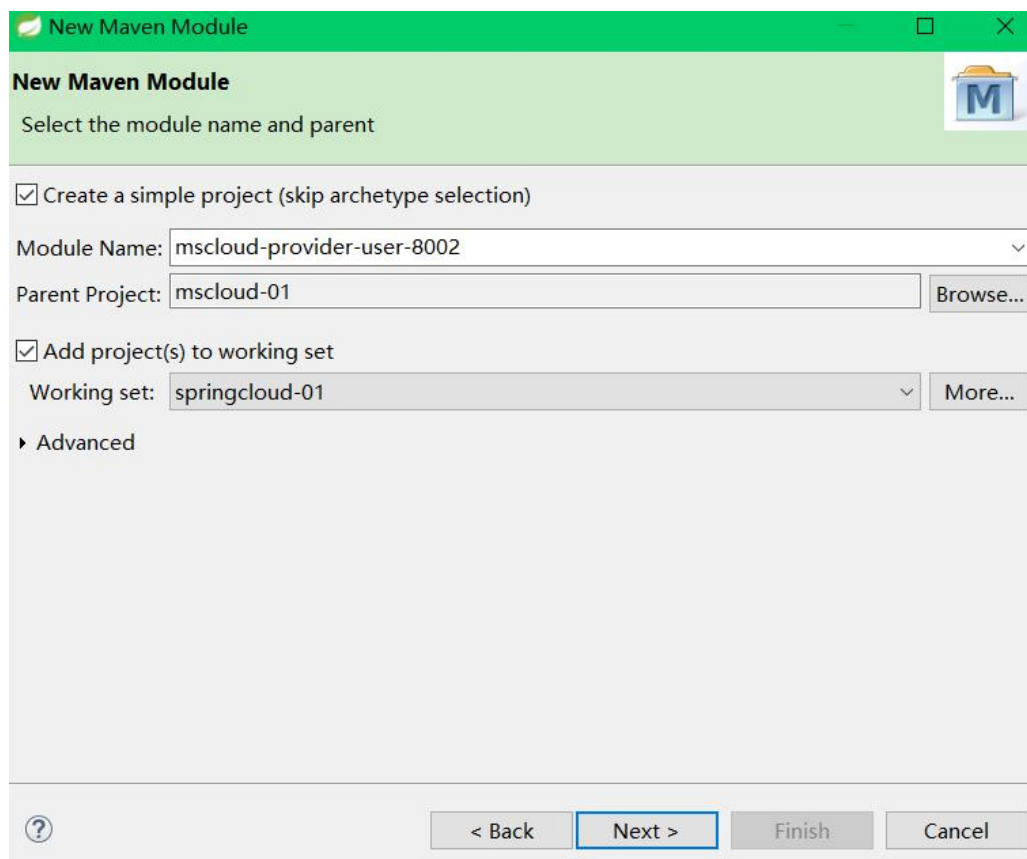 New Maven Module
New Maven Module
M
Select the module name and parent
Create a simple project (skip archetype selection)
Module Name: mscloud-provider-user-8002
Parent Project: mscloud-01 Browse...
Add project(s) to working set
Working set: springcloud-01 More...
Advanced
? < Back Next > Finish Cancel